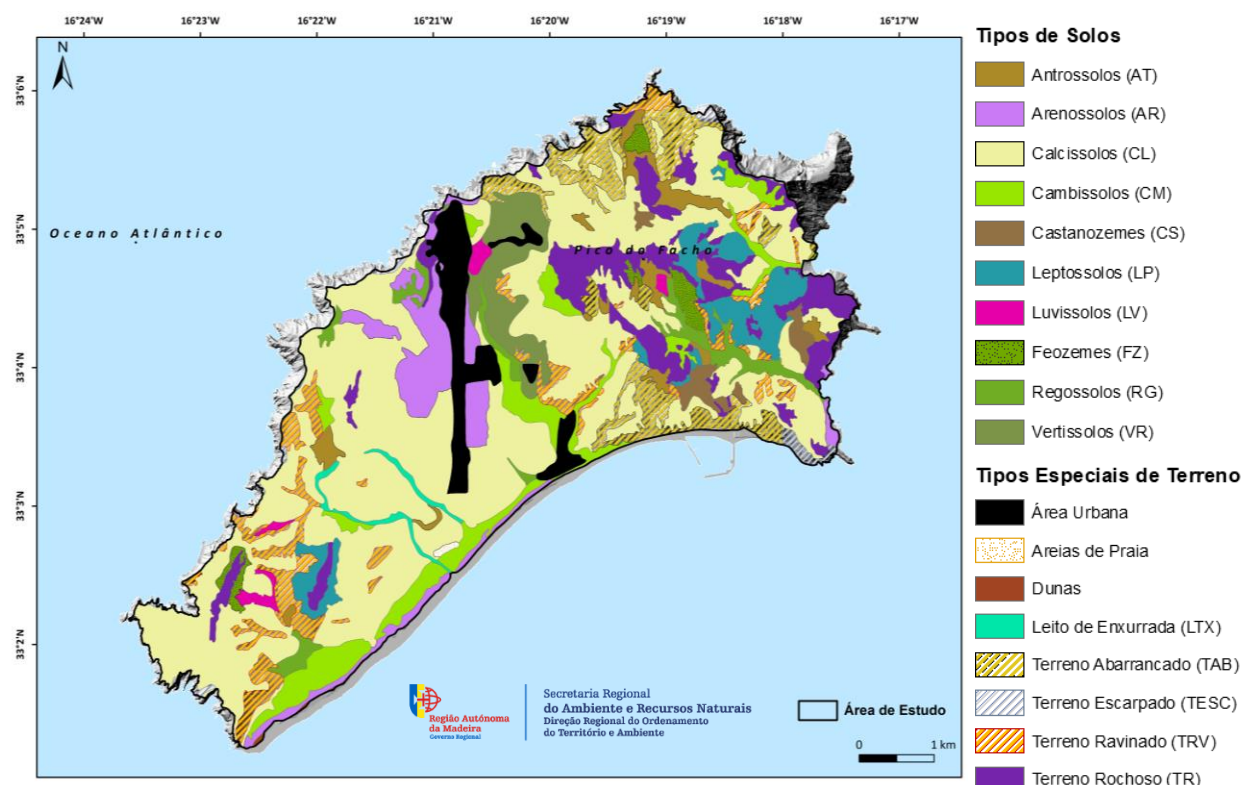 16°24'W 16°23'W 16°22'W 16°21'W 16°20'W 16°19'W 16°18'W 16°17'W
N
33°6'N
33°5'N
33°4'N
33°3'N
33°2'N
Oceano Atlântico
Pico do Facho
Região Autónoma
da Madeira
Governo Regional
Secretaria Regional
do Ambiente e Recursos Naturais
Direção Regional do Ordenamento
do Território e Ambiente
Área de Estudo
0 1 km
Tipos de Solos
Antrossolos (AT)
Arenossolos (AR)
Calcissolos (CL)
Cambissolos (CM)
Castanozemes (CS)
Leptossolos (LP)
Luvissolos (LV)
Feozemes (FZ)
Regossolos (RG)
Vertissolos (VR)
Tipos Especiais de Terreno
Área Urbana
Areias de Praia
Dunas
Leito de Enxurrada (LTX)
Terreno Abarrancado (TAB)
Terreno Escarpado (TESC)
Terreno Ravinado (TRV)
Terreno Rochoso (TR)